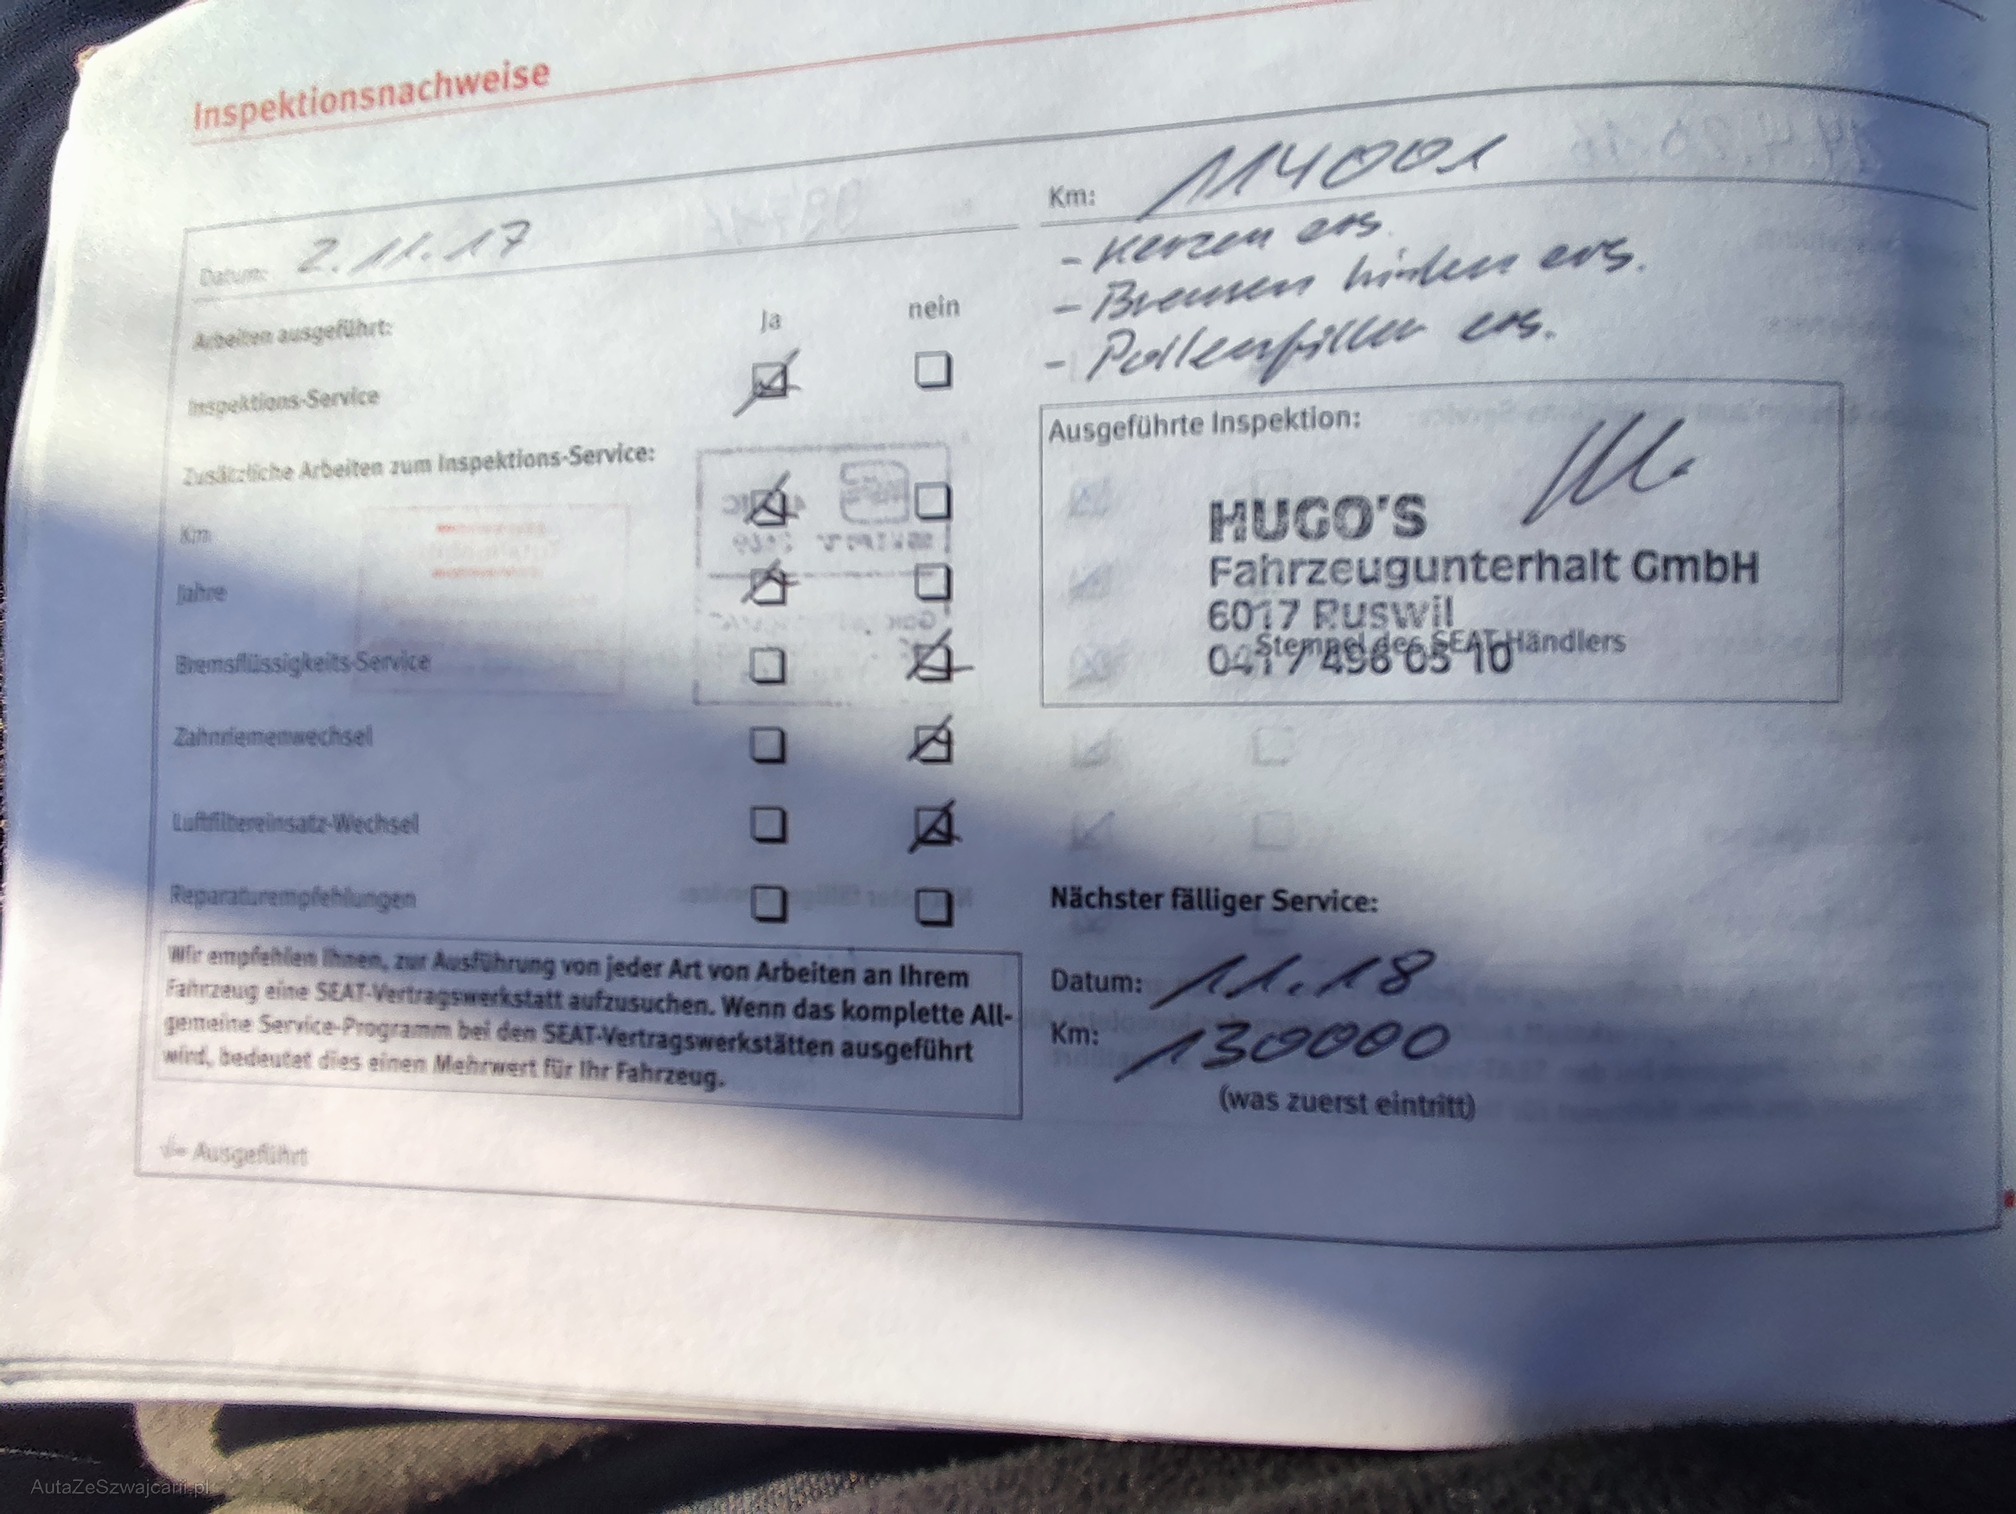 Inspektionsnachweise
Datum: 2.11.17
Km: 114001
- Kerzen ers.
- Bremsen hinten ers.
- Pollenfilter ers.
Arbeiten ausgeführt:
Ja nein
Inspektions-Service
Zusätzliche Arbeiten zum Inspektions-Service:
Km
Jahre
Bremsflüssigkeits-Service
Zahnriemenwechsel
Luftfiltereinsatz-Wechsel
Reparaturempfehlungen
Wir empfehlen Ihnen, zur Ausführung von jeder Art von Arbeiten an Ihrem
Fahrzeug eine SEAT-Vertragswerkstatt aufzusuchen. Wenn das komplette All-
gemeine Service-Programm bei den SEAT-Vertragswerkstätten ausgeführt
wird, bedeutet dies einen Mehrwert für Ihr Fahrzeug.
√= Ausgeführt
Ausgeführte Inspektion:
HUGO'S
Fahrzeugunterhalt GmbH
6017 Ruswil
Stempel des SEAT-Händlers
041 / 496 05 10
Nächster fälliger Service:
Datum: 11.18
Km: 130000
(was zuerst eintritt)
AutaZeSzwajcarii.pl